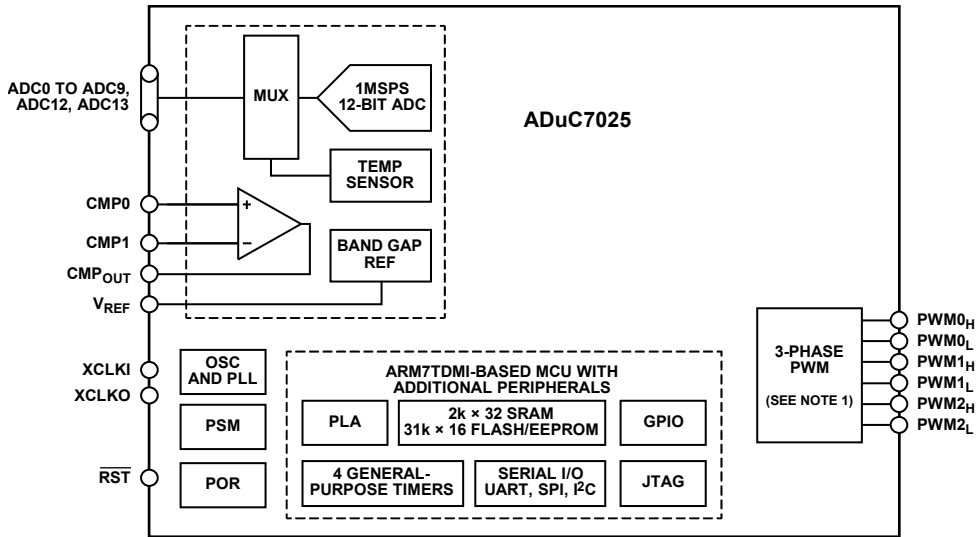 ADuC7025
ADC0 TO ADC9,
ADC12, ADC13
MUX
1MSPS
12-BIT ADC
TEMP
SENSOR
CMP0
+
CMP1
–
CMPOUT
VREF
BAND GAP
REF
XCLKI
XCLKO
RST
OSC
AND PLL
PSM
POR
ARM7TDMI-BASED MCU WITH
ADDITIONAL PERIPHERALS
PLA
2k × 32 SRAM
31k × 16 FLASH/EEPROM
GPIO
4 GENERAL-
PURPOSE TIMERS
SERIAL I/O
UART, SPI, I²C
JTAG
3-PHASE
PWM
(SEE NOTE 1)
PWM0H
PWM0L
PWM1H
PWM1L
PWM2H
PWM2L